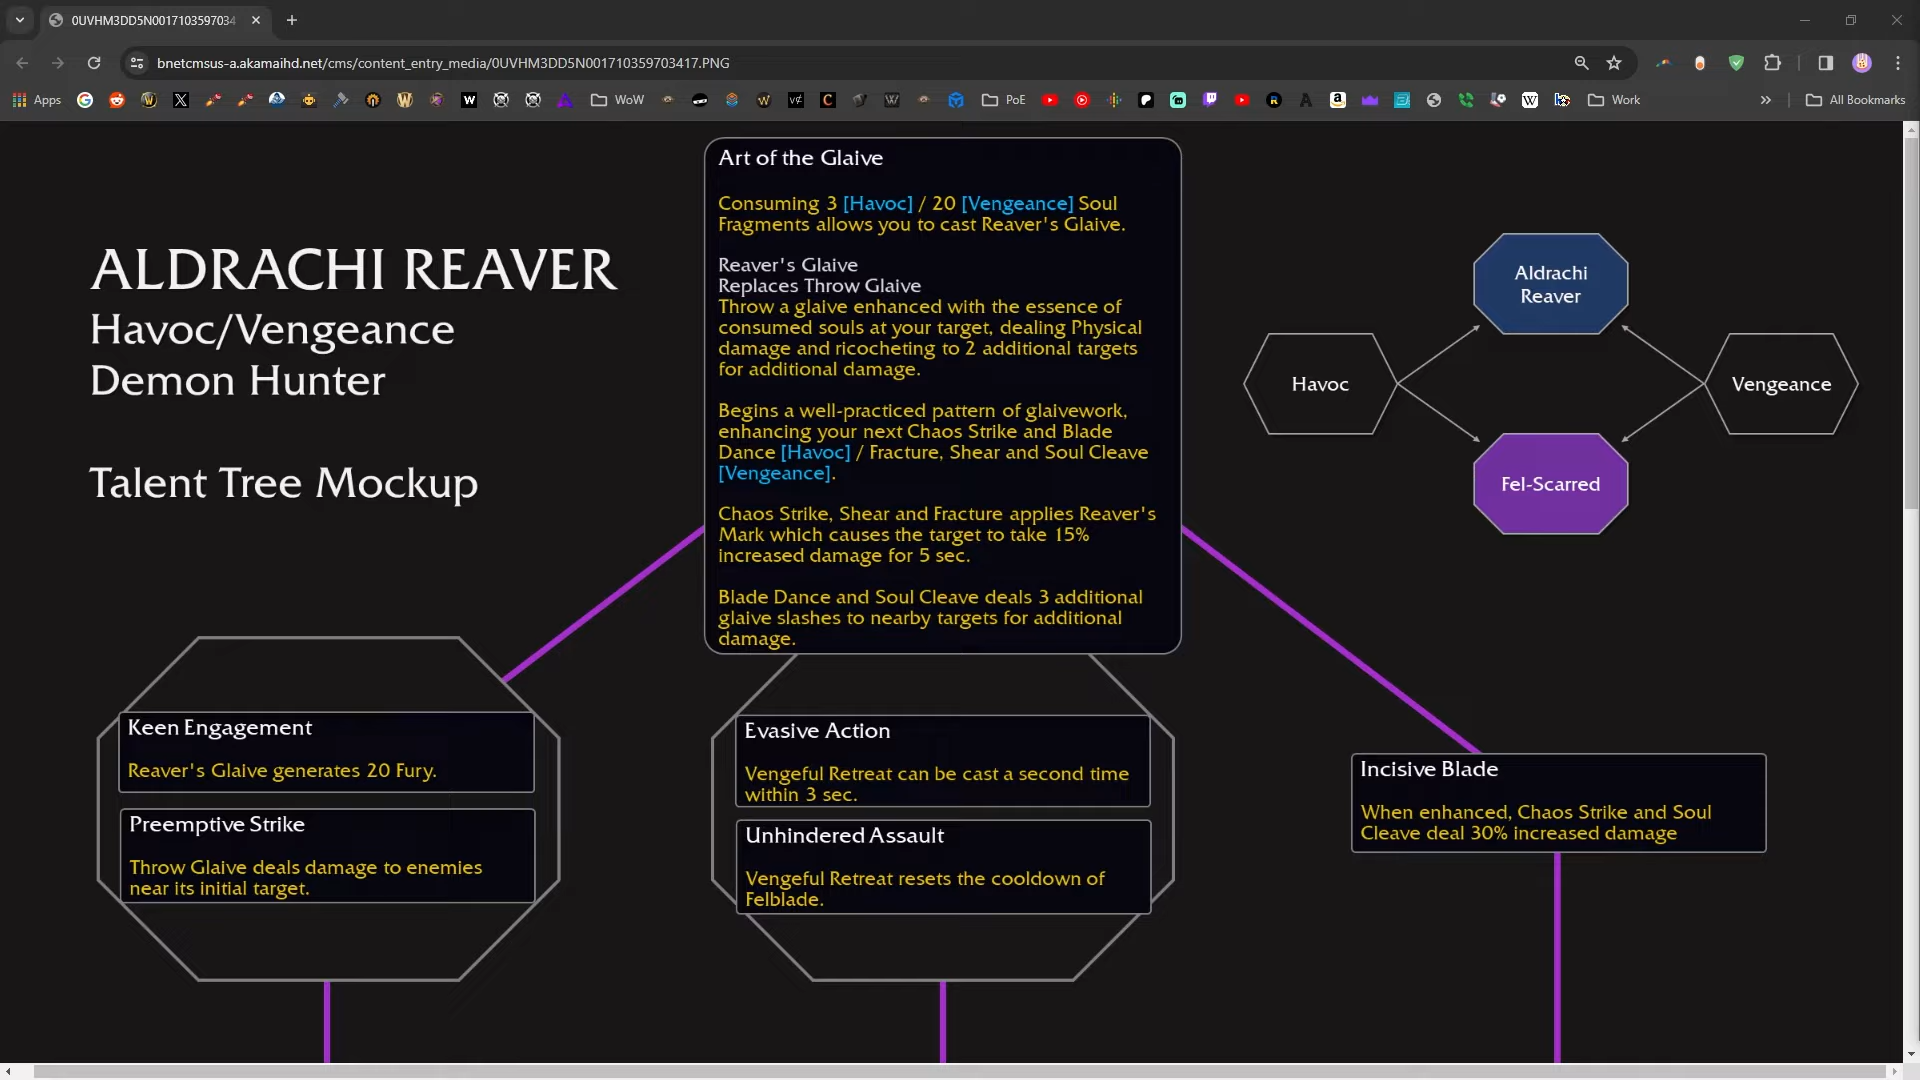 0UVHM3DD5N0017103597034
bnetcmsus-a.akamaihd.net/cms/content_entry_media/0UVHM3DD5N001710359703417.PNG
Apps
WoW
PoE
Work
All Bookmarks
ALDRACHI REAVER
Havoc/Vengeance
Demon Hunter
Talent Tree Mockup
Art of the Glaive
Consuming 3 [Havoc] / 20 [Vengeance] Soul
Fragments allows you to cast Reaver's Glaive.
Reaver's Glaive
Replaces Throw Glaive
Throw a glaive enhanced with the essence of
consumed souls at your target, dealing Physical
damage and ricocheting to 2 additional targets
for additional damage.
Begins a well-practiced pattern of glaivework,
enhancing your next Chaos Strike and Blade
Dance [Havoc] / Fracture, Shear and Soul Cleave
[Vengeance].
Chaos Strike, Shear and Fracture applies Reaver's
Mark which causes the target to take 15%
increased damage for 5 sec.
Blade Dance and Soul Cleave deals 3 additional
glaive slashes to nearby targets for additional
damage.
Aldrachi
Reaver
Havoc
Vengeance
Fel-Scarred
Keen Engagement
Reaver's Glaive generates 20 Fury.
Preemptive Strike
Throw Glaive deals damage to enemies
near its initial target.
Evasive Action
Vengeful Retreat can be cast a second time
within 3 sec.
Unhindered Assault
Vengeful Retreat resets the cooldown of
Felblade.
Incisive Blade
When enhanced, Chaos Strike and Soul
Cleave deal 30% increased damage